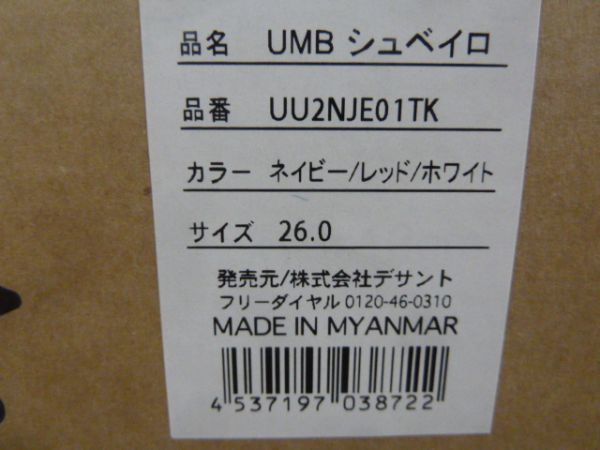 品名 UMB シュベイロ
品番 UU2NJE01TK
カラー ネイビー/レッド/ホワイト
サイズ 26.0
発売元/株式会社デサント
フリーダイヤル 0120-46-0310
MADE IN MYANMAR
4 537197 038722